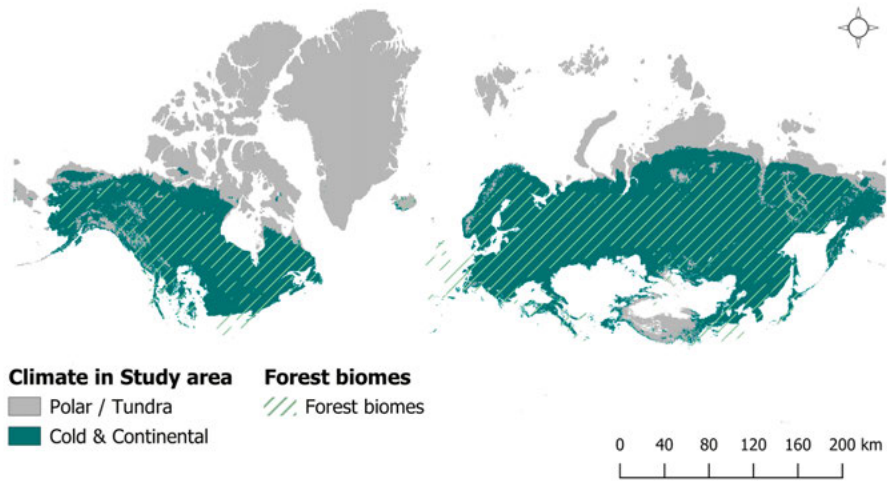 Climate in Study area
Polar / Tundra
Cold & Continental
Forest biomes
Forest biomes
0 40 80 120 160 200 km